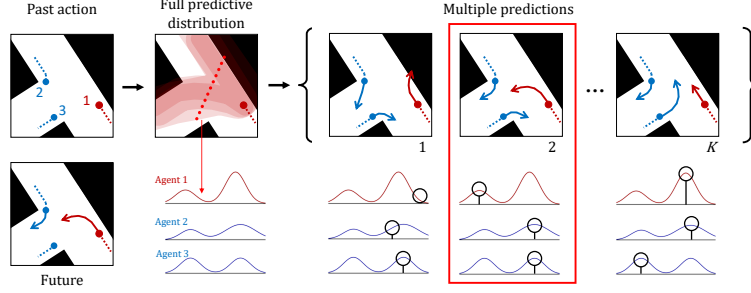 Past action
Full predictive
distribution
Multiple predictions
2
3
1
1
2
...
K
Agent 1
Agent 2
Agent 3
Future